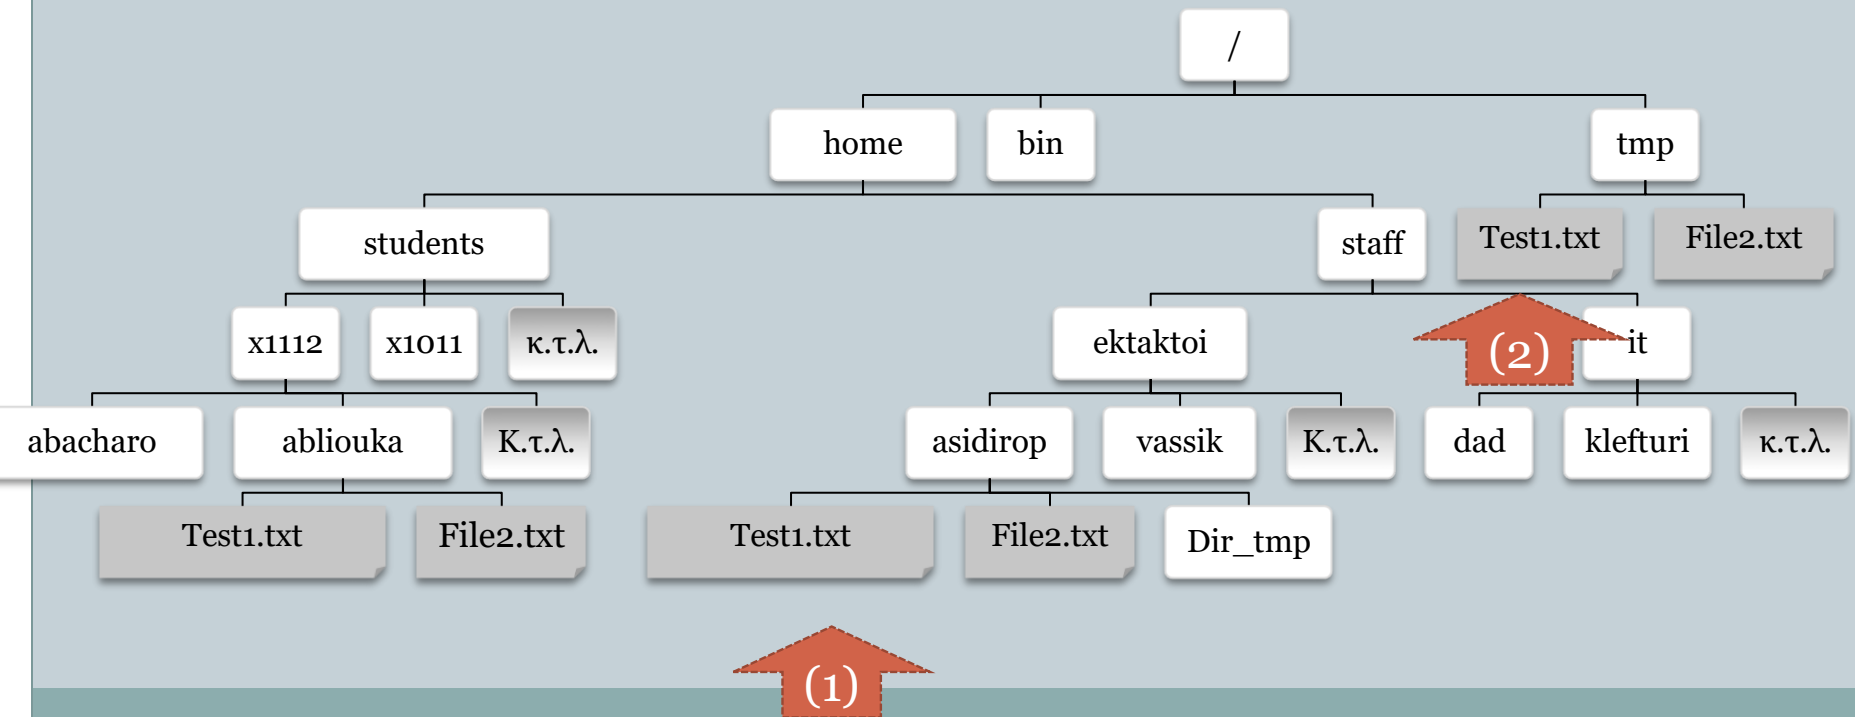 /
home
bin
tmp
students
staff
Test1.txt
File2.txt
x1112
x1011
κ.τ.λ.
ektaktoi
(2)
it
abacharo
abliouka
Κ.τ.λ.
asidirop
vassik
Κ.τ.λ.
dad
klefturi
κ.τ.λ.
Test1.txt
File2.txt
Test1.txt
File2.txt
Dir_tmp
(1)